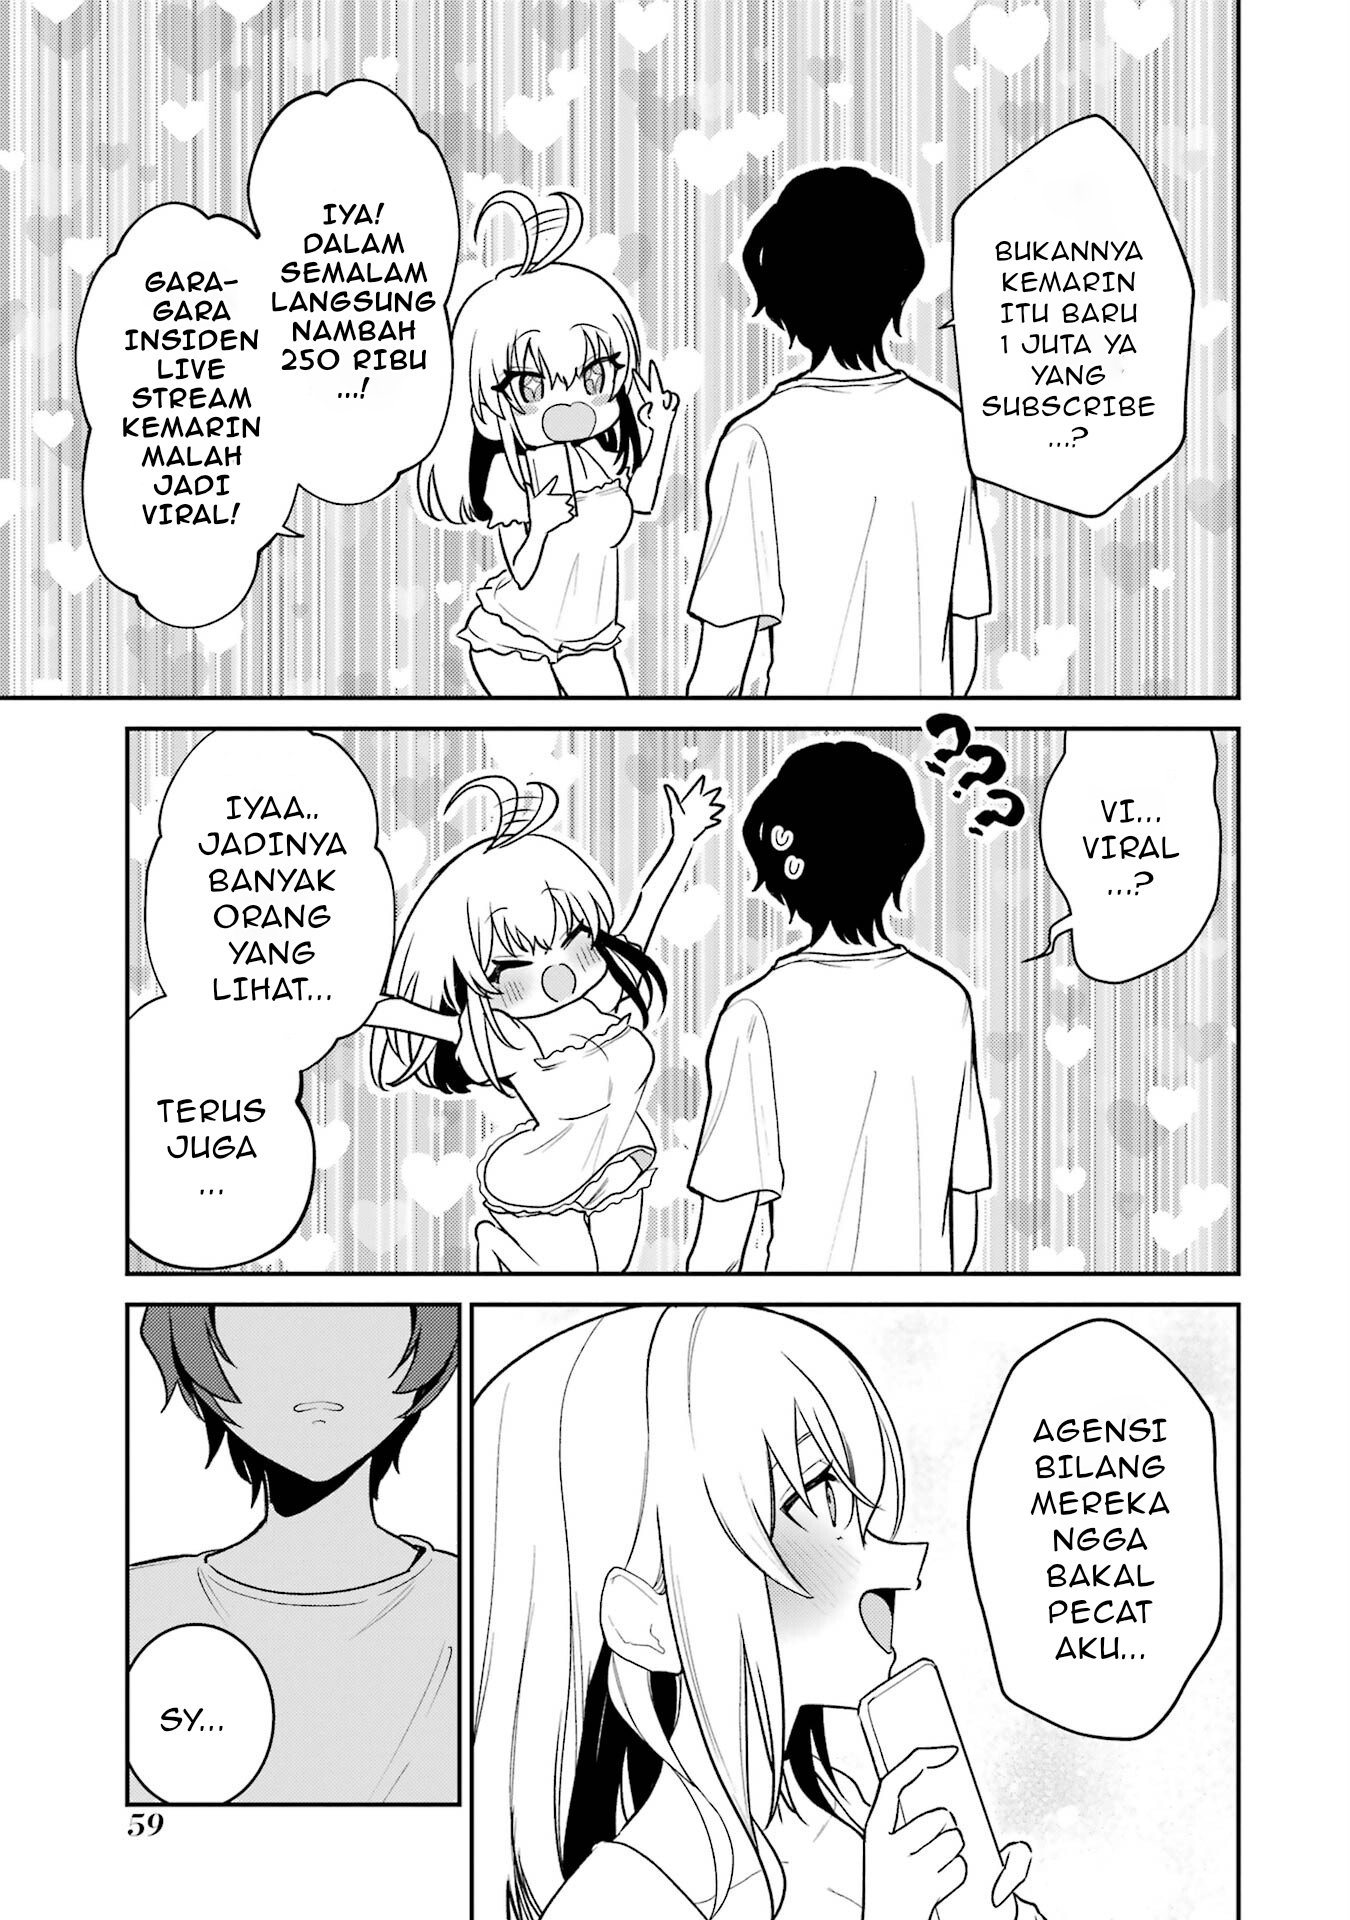 BUKANNYA
KEMARIN
ITU BARU
1 JUTA YA
YANG
SUBSCRIBE
...?
IYA!
DALAM
SEMALAM
LANGSUNG
NAMBAH
250 RIBU
...!
GARA-
GARA
INSIDEN
LIVE
STREAM
KEMARIN
MALAH
JADI
VIRAL!
???
VI...
VIRAL
...?
IYAA..
JADINYA
BANYAK
ORANG
YANG
LIHAT...
TERUS
JUGA
...
AGENSI
BILANG
MEREKA
NGGA
BAKAL
PECAT
AKU...
SY...
59